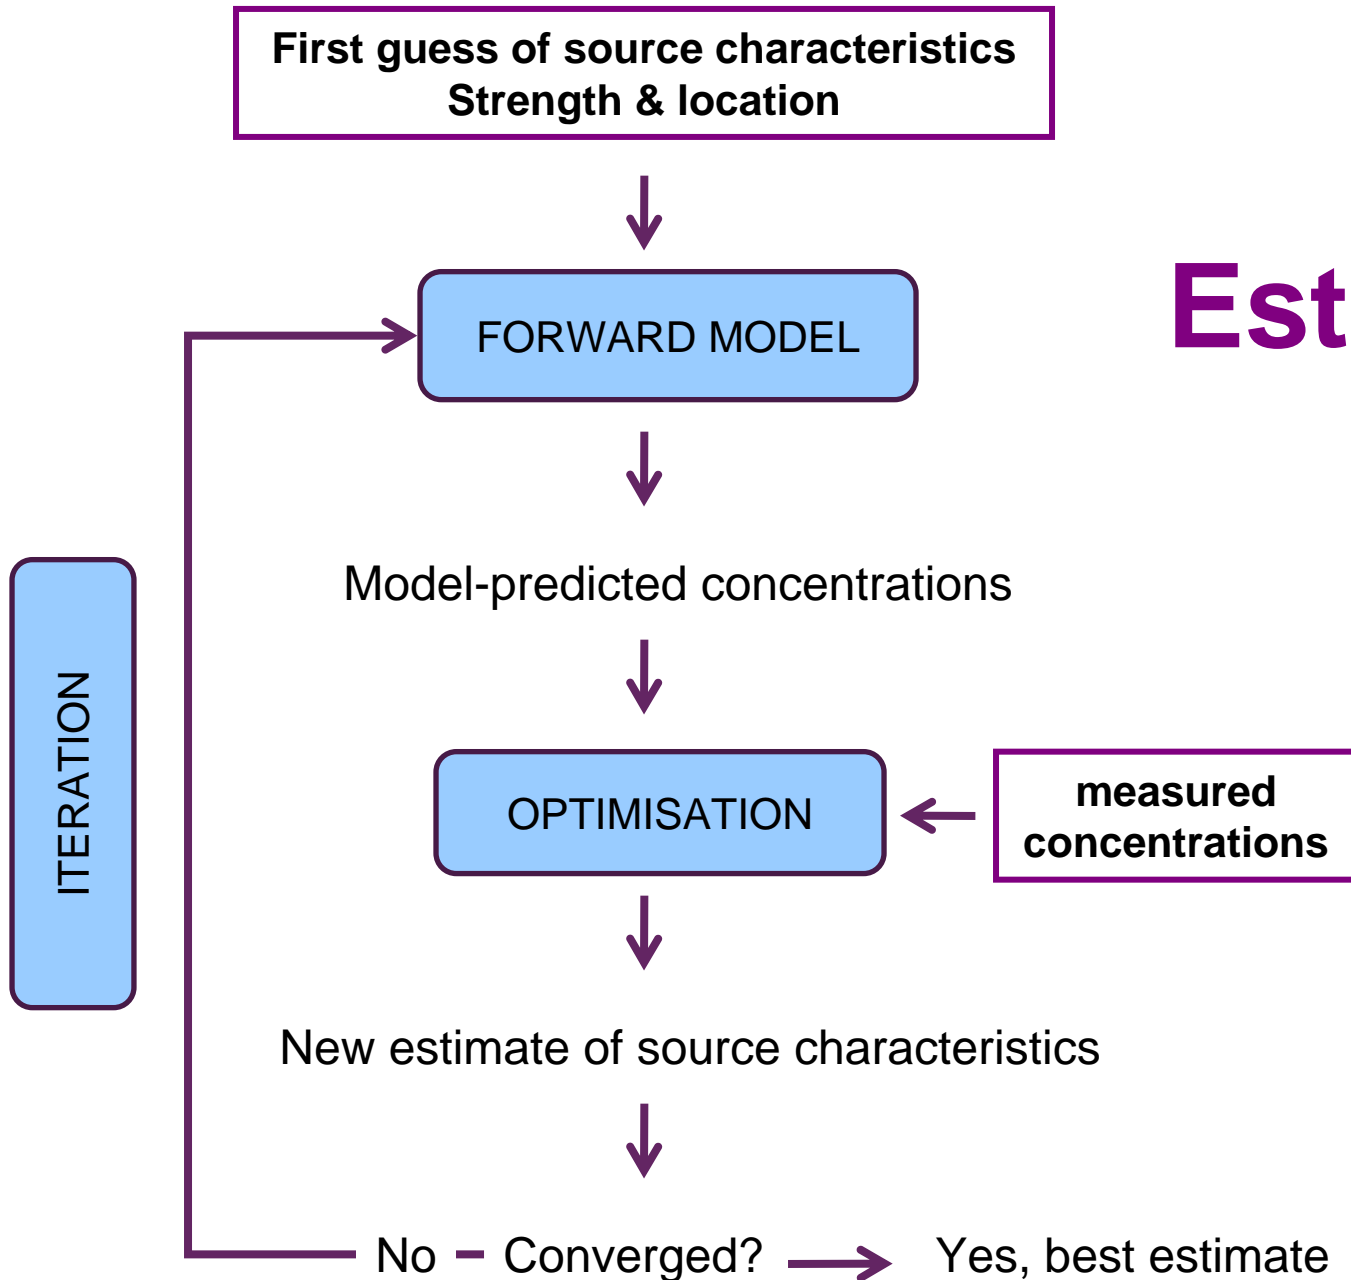 First guess of source characteristics
Strength & location
Est
FORWARD MODEL
Model-predicted concentrations
ITERATION
OPTIMISATION
measured
concentrations
New estimate of source characteristics
No
Converged?
Yes, best estimate